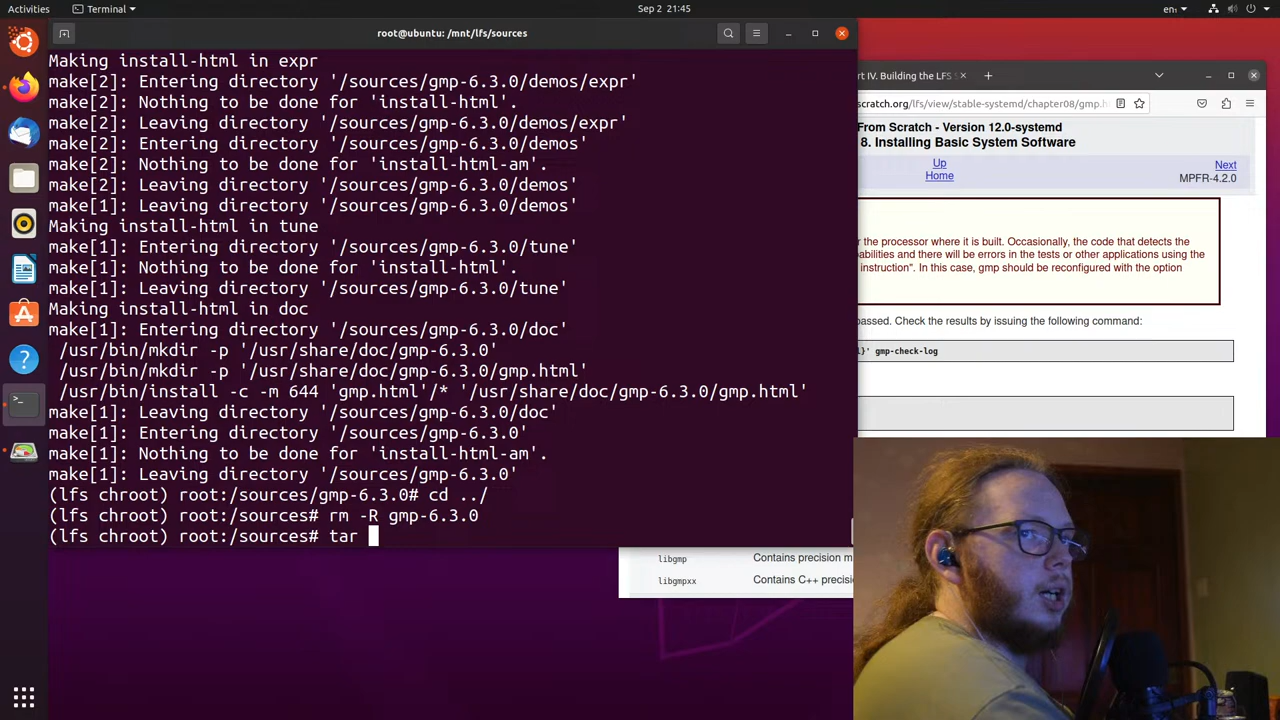 Activities
Terminal
Sep 2 21:45
en
root@ubuntu: /mnt/lfs/sources
Making install-html in expr
make[2]: Entering directory '/sources/gmp-6.3.0/demos/expr'
make[2]: Nothing to be done for 'install-html'.
make[2]: Leaving directory '/sources/gmp-6.3.0/demos/expr'
make[2]: Entering directory '/sources/gmp-6.3.0/demos'
make[2]: Nothing to be done for 'install-html-am'.
make[2]: Leaving directory '/sources/gmp-6.3.0/demos'
make[1]: Leaving directory '/sources/gmp-6.3.0/demos'
Making install-html in tune
make[1]: Entering directory '/sources/gmp-6.3.0/tune'
make[1]: Nothing to be done for 'install-html'.
make[1]: Leaving directory '/sources/gmp-6.3.0/tune'
Making install-html in doc
make[1]: Entering directory '/sources/gmp-6.3.0/doc'
/usr/bin/mkdir -p '/usr/share/doc/gmp-6.3.0'
/usr/bin/mkdir -p '/usr/share/doc/gmp-6.3.0/gmp.html'
/usr/bin/install -c -m 644 'gmp.html'/* '/usr/share/doc/gmp-6.3.0/gmp.html'
make[1]: Leaving directory '/sources/gmp-6.3.0/doc'
make[1]: Entering directory '/sources/gmp-6.3.0'
make[1]: Nothing to be done for 'install-html-am'.
make[1]: Leaving directory '/sources/gmp-6.3.0'
(lfs chroot) root:/sources/gmp-6.3.0# cd ../
(lfs chroot) root:/sources# rm -R gmp-6.3.0
(lfs chroot) root:/sources# tar
rt IV. Building the LFS S
scratch.org/lfs/view/stable-systemd/chapter08/gmp.h
From Scratch - Version 12.0-systemd
8. Installing Basic System Software
Up
Home
Next
MPFR-4.2.0
r the processor where it is built. Occasionally, the code that detects the
abilities and there will be errors in the tests or other applications using the
instruction". In this case, gmp should be reconfigured with the option
passed. Check the results by issuing the following command:
l}' gmp-check-log
libgmp Contains precision m
libgmpxx Contains C++ precisi